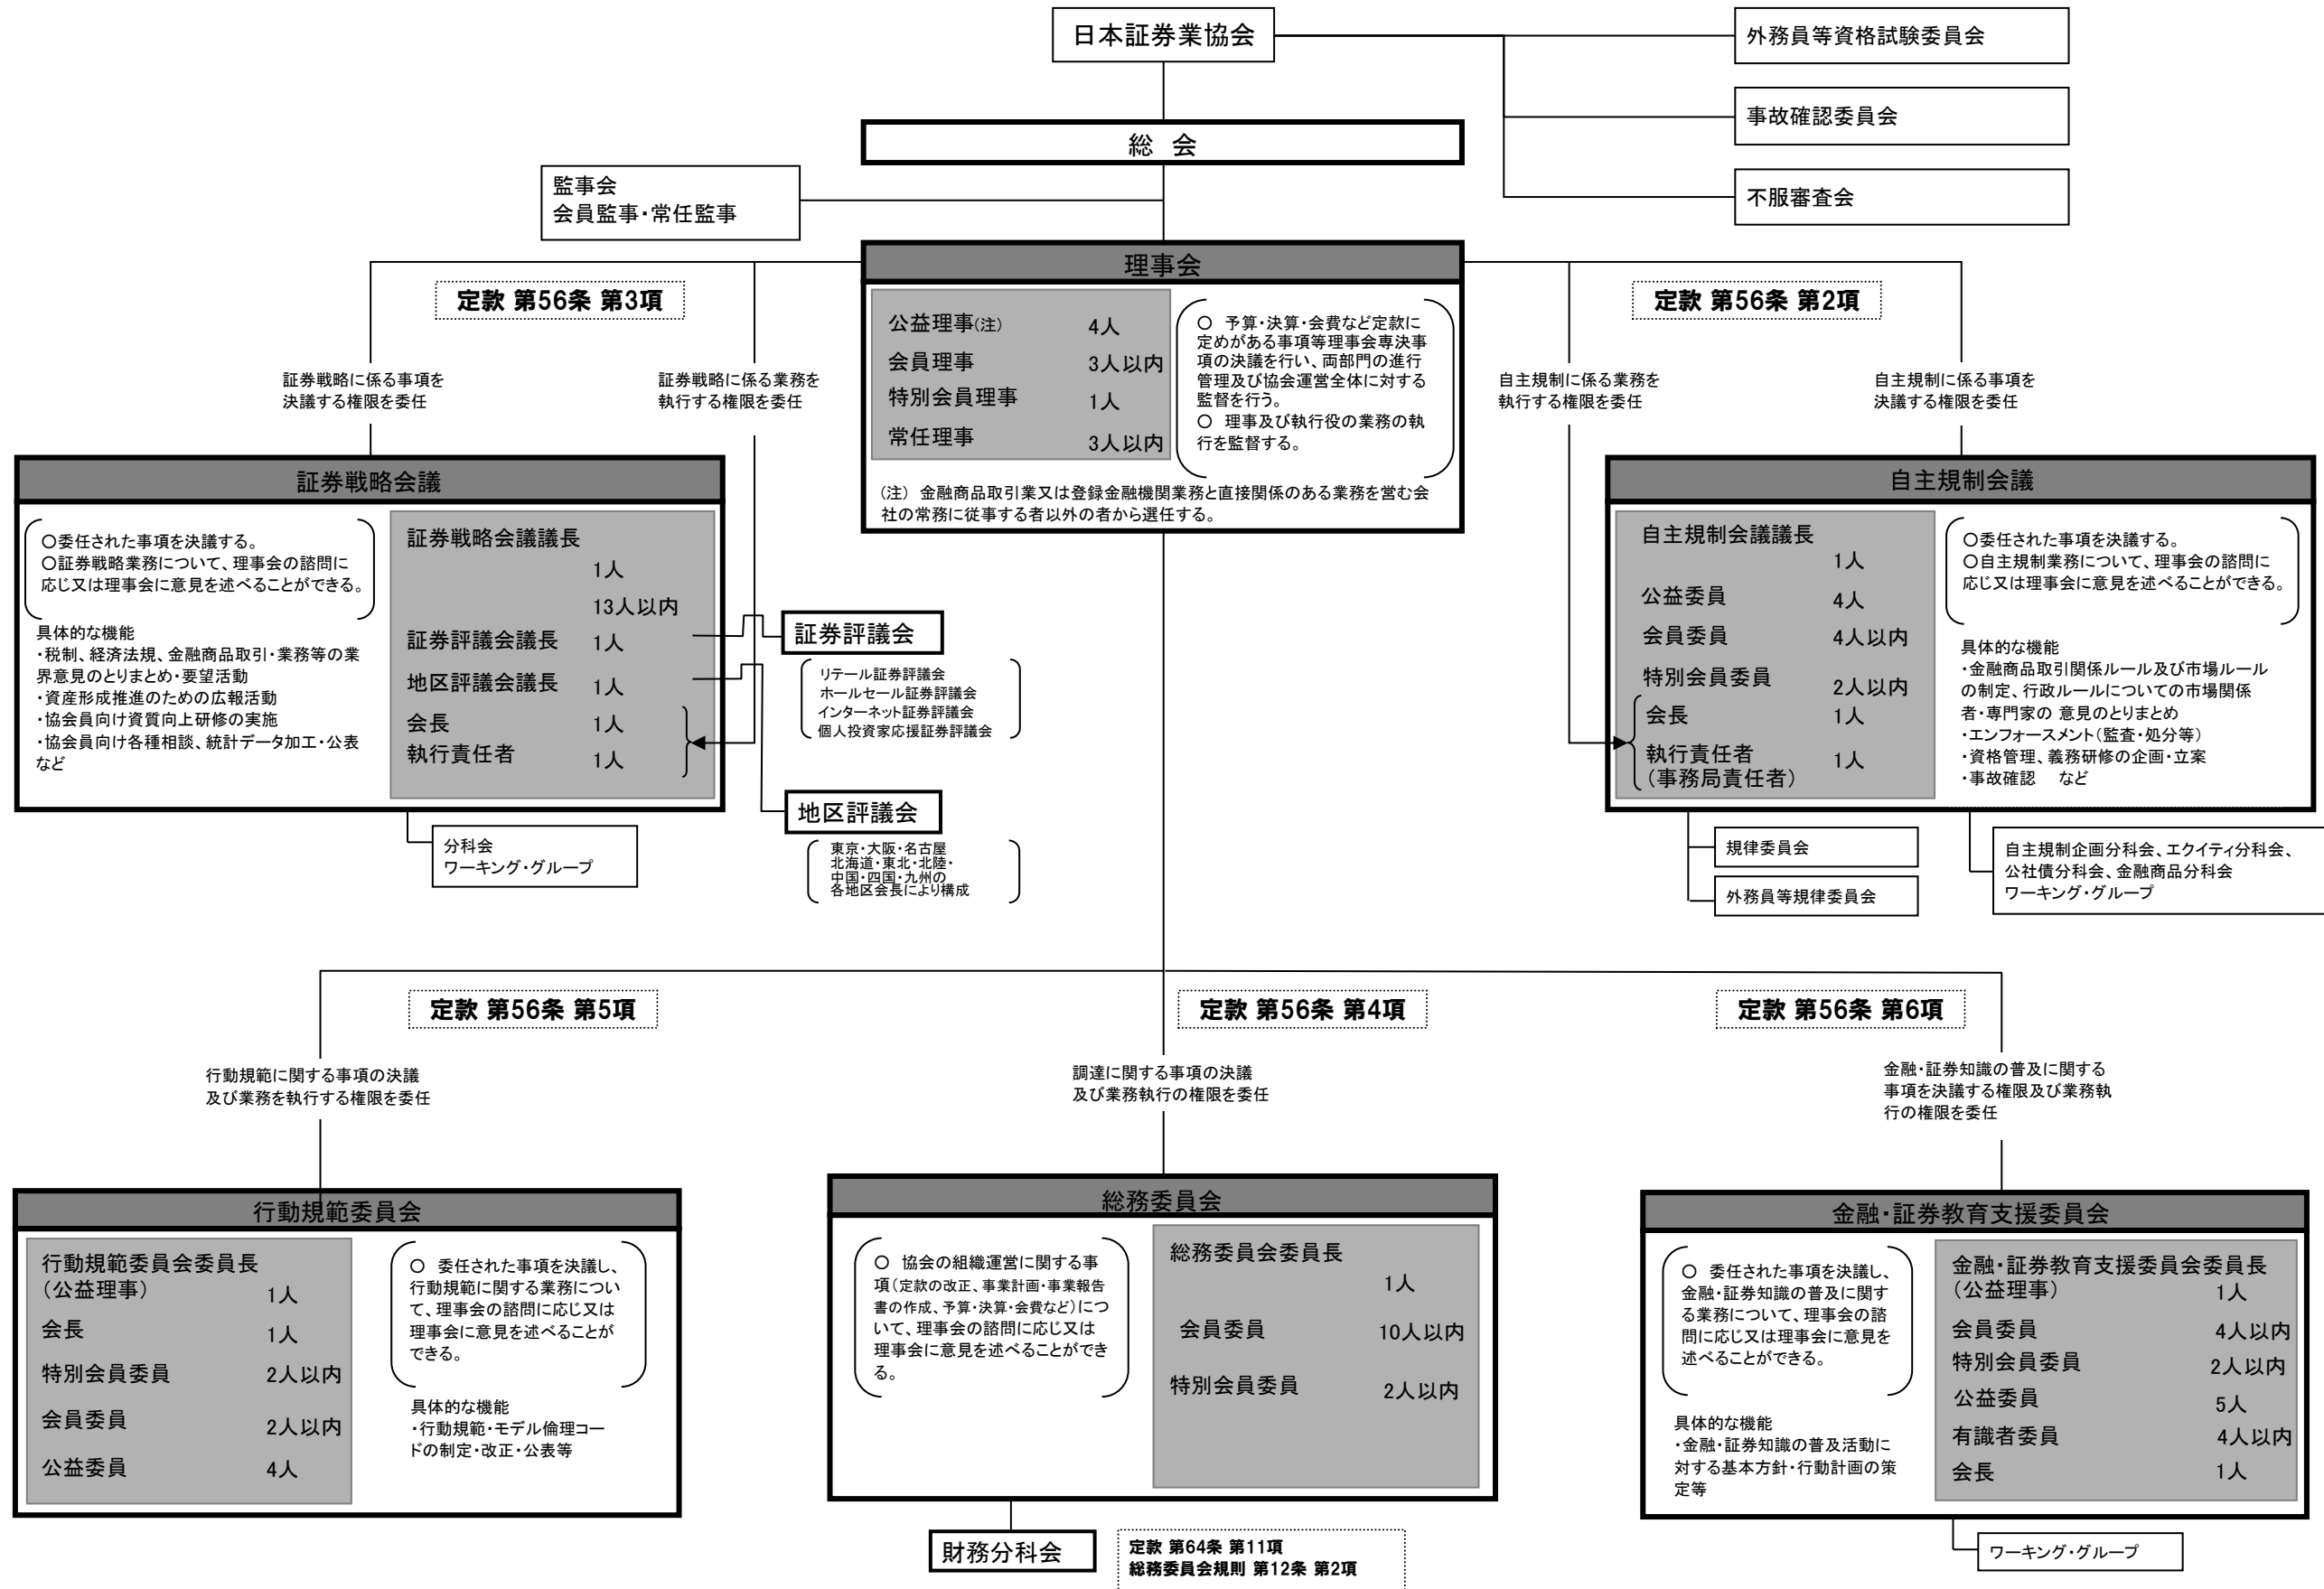 日本証券業協会
外務員等資格試験委員会
事故確認委員会
不服審査会
総 会
監事会
会員監事・常任監事
理事会
公益理事(注) 4人
会員理事 3人以内
特別会員理事 1人
常任理事 3人以内
○ 予算・決算・会費など定款に
定めがある事項等理事会専決事
項の決議を行い、両部門の進行
管理及び協会運営全体に対する
監督を行う。
○ 理事及び執行役の業務の執
行を監督する。
(注) 金融商品取引業又は登録金融機関業務と直接関係のある業務を営む会
社の常務に従事する者以外の者から選任する。
定款 第56条 第3項
定款 第56条 第2項
証券戦略に係る事項を
決議する権限を委任
証券戦略に係る業務を
執行する権限を委任
自主規制に係る業務を
執行する権限を委任
自主規制に係る事項を
決議する権限を委任
証券戦略会議
○委任された事項を決議する。
○証券戦略業務について、理事会の諮問に
応じ又は理事会に意見を述べることができる。
具体的な機能
・税制、経済法規、金融商品取引・業務等の業
界意見のとりまとめ・要望活動
・資産形成推進のための広報活動
・協会員向け資質向上研修の実施
・協会員向け各種相談、統計データ加工・公表
など
証券戦略会議議長
1人
13人以内
証券評議会議長 1人
地区評議会議長 1人
会長 1人
執行責任者 1人
分科会
ワーキング・グループ
証券評議会
リテール証券評議会
ホールセール証券評議会
インターネット証券評議会
個人投資家応援証券評議会
地区評議会
東京・大阪・名古屋
北海道・東北・北陸・
中国・四国・九州の
各地区会長により構成
自主規制会議
自主規制会議議長
1人
公益委員 4人
会員委員 4人以内
特別会員委員 2人以内
会長 1人
執行責任者 1人
(事務局責任者)
○委任された事項を決議する。
○自主規制業務について、理事会の諮問に
応じ又は理事会に意見を述べることができる。
具体的な機能
・金融商品取引関係ルール及び市場ルール
の制定、行政ルールについての市場関係
者・専門家の 意見のとりまとめ
・エンフォースメント(監査・処分等)
・資格管理、義務研修の企画・立案
・事故確認 など
規律委員会
外務員等規律委員会
自主規制企画分科会、エクイティ分科会、
公社債分科会、金融商品分科会
ワーキング・グループ
定款 第56条 第5項
定款 第56条 第4項
定款 第56条 第6項
行動規範に関する事項の決議
及び業務を執行する権限を委任
調達に関する事項の決議
及び業務執行の権限を委任
金融・証券知識の普及に関する
事項を決議する権限及び業務執
行の権限を委任
行動規範委員会
行動規範委員会委員長
(公益理事) 1人
会長 1人
特別会員委員 2人以内
会員委員 2人以内
公益委員 4人
○ 委任された事項を決議し、
行動規範に関する業務につい
て、理事会の諮問に応じ又は
理事会に意見を述べることが
できる。
具体的な機能
・行動規範・モデル倫理コー
ドの制定・改正・公表等
総務委員会
○ 協会の組織運営に関する事
項(定款の改正、事業計画・事業報告
書の作成、予算・決算・会費など)につ
いて、理事会の諮問に応じ又は
理事会に意見を述べることができ
る。
総務委員会委員長
1人
会員委員 10人以内
特別会員委員 2人以内
財務分科会
定款 第64条 第11項
総務委員会規則 第12条 第2項
金融・証券教育支援委員会
○ 委任された事項を決議し、
金融・証券知識の普及に関す
る業務について、理事会の諮
問に応じ又は理事会に意見を
述べることができる。
具体的な機能
・金融・証券知識の普及活動に
対する基本方針・行動計画の策
定等
金融・証券教育支援委員会委員長
(公益理事) 1人
会員委員 4人以内
特別会員委員 2人以内
公益委員 5人
有識者委員 4人以内
会長 1人
ワーキング・グループ